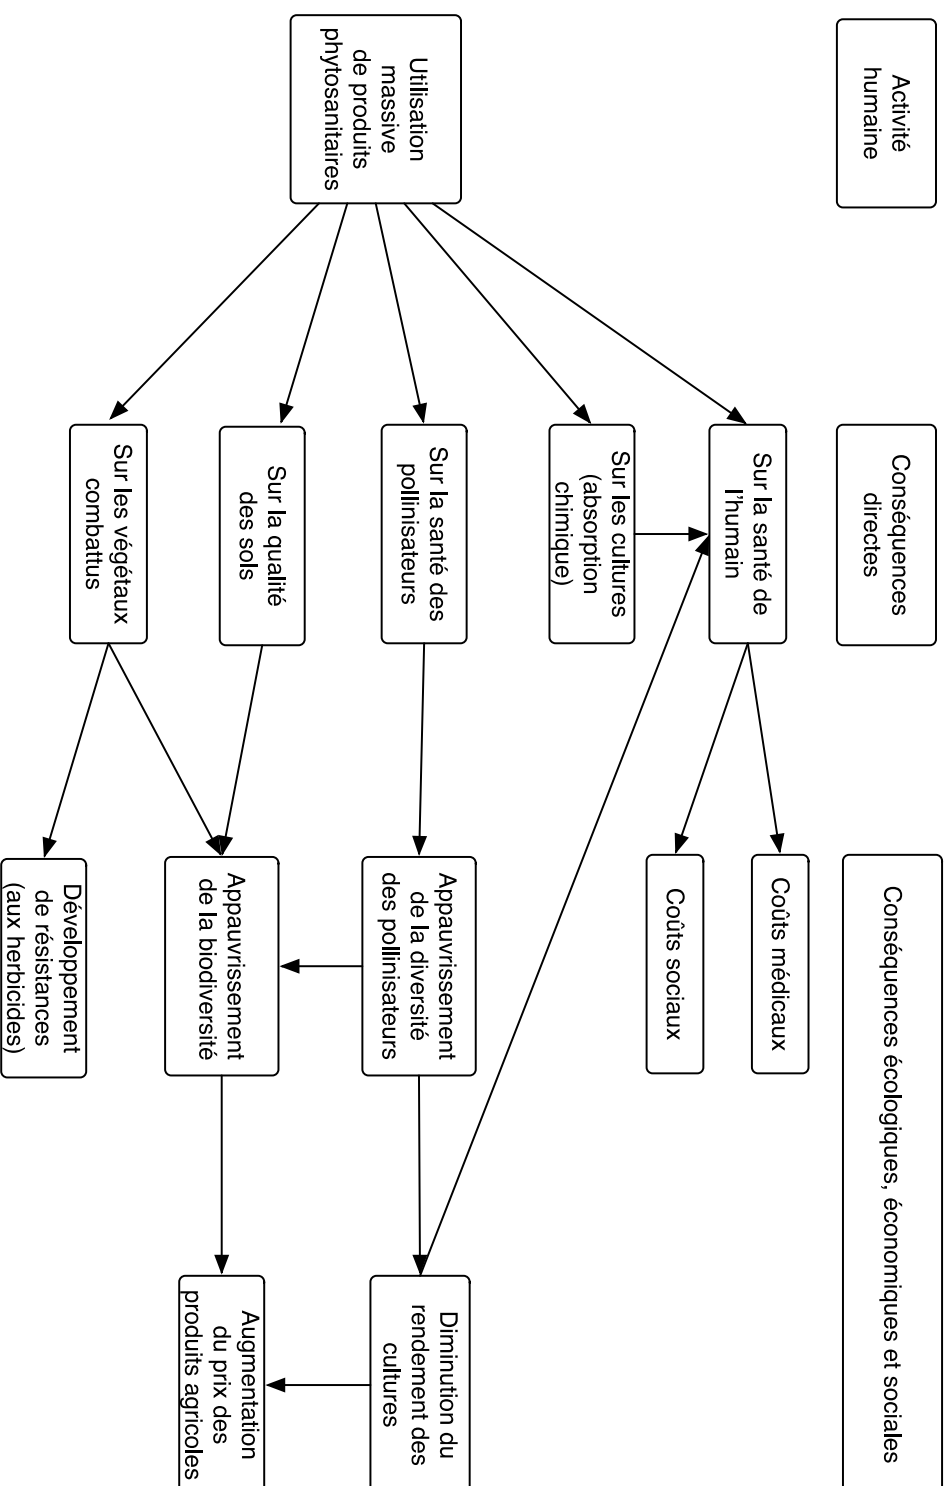 Activité
humaine
Conséquences
directes
Conséquences écologiques, économiques et sociales
Utilisation
massive
de produits
phytosanitaires
Sur la santé de
l'humain
Sur les cultures
(absorption
chimique)
Sur la santé des
pollinisateurs
Sur la qualité
des sols
Sur les végétaux
combattus
Coûts médicaux
Coûts sociaux
Appauvrissement
de la diversité
des pollinisateurs
Appauvrissement
de la biodiversité
Développement
de résistances
(aux herbicides)
Diminution du
rendement des
cultures
Augmentation
du prix des
produits agricoles